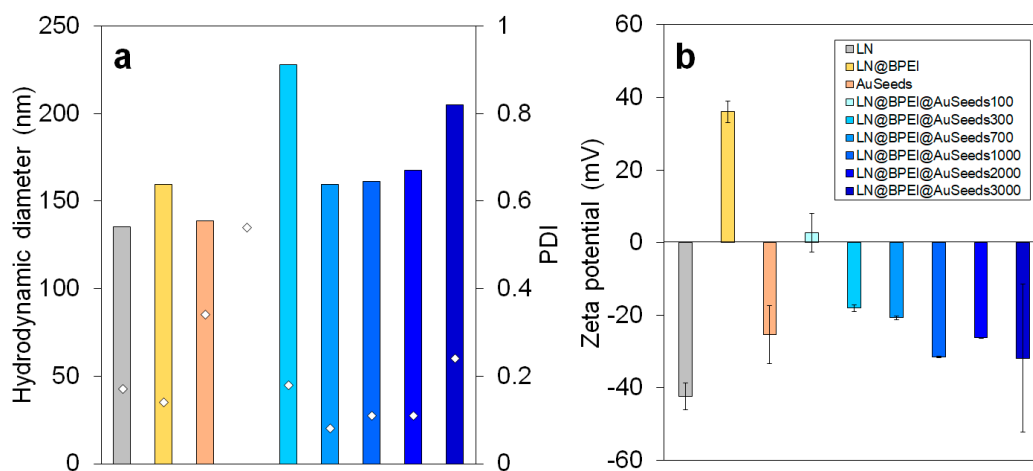 a
Hydrodynamic diameter (nm)
250
200
150
100
50
0
1
0.8
0.6
0.4
0.2
0
PDI
b
Zeta potential (mV)
60
40
20
0
-20
-40
-60
LN
LN@BPEI
AuSeeds
LN@BPEI@AuSeeds100
LN@BPEI@AuSeeds300
LN@BPEI@AuSeeds700
LN@BPEI@AuSeeds1000
LN@BPEI@AuSeeds2000
LN@BPEI@AuSeeds3000